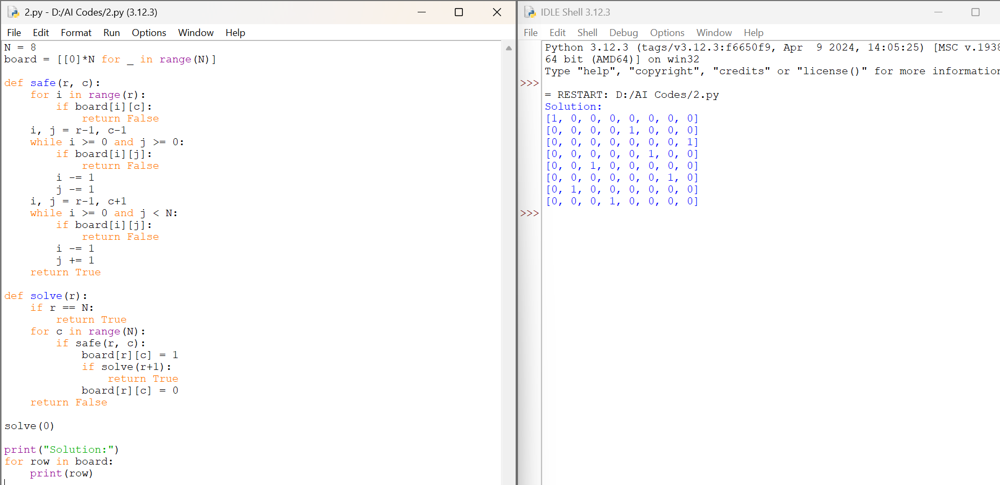 2.py - D:/AI Codes/2.py (3.12.3)
File Edit Format Run Options Window Help
N = 8
board = [[0]*N for _ in range(N)]

def safe(r, c):
    for i in range(r):
        if board[i][c]:
            return False
    i, j = r-1, c-1
    while i >= 0 and j >= 0:
        if board[i][j]:
            return False
        i -= 1
        j -= 1
    i, j = r-1, c+1
    while i >= 0 and j < N:
        if board[i][j]:
            return False
        i -= 1
        j += 1
    return True

def solve(r):
    if r == N:
        return True
    for c in range(N):
        if safe(r, c):
            board[r][c] = 1
            if solve(r+1):
                return True
            board[r][c] = 0
    return False

solve(0)

print("Solution:")
for row in board:
    print(row)
IDLE Shell 3.12.3
File Edit Shell Debug Options Window Help
Python 3.12.3 (tags/v3.12.3:f6650f9, Apr  9 2024, 14:05:25) [MSC v.1938
64 bit (AMD64)] on win32
Type "help", "copyright", "credits" or "license()" for more information
>>>
= RESTART: D:/AI Codes/2.py
Solution:
[1, 0, 0, 0, 0, 0, 0, 0]
[0, 0, 0, 0, 1, 0, 0, 0]
[0, 0, 0, 0, 0, 0, 0, 1]
[0, 0, 0, 0, 0, 1, 0, 0]
[0, 0, 1, 0, 0, 0, 0, 0]
[0, 0, 0, 0, 0, 0, 1, 0]
[0, 1, 0, 0, 0, 0, 0, 0]
[0, 0, 0, 1, 0, 0, 0, 0]
>>>